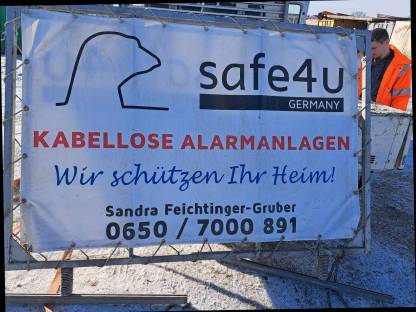 safe4u
GERMANY
KABELLOSE ALARMANLAGEN
Wir schützen Ihr Heim!
Sandra Feichtinger-Gruber
0650 / 7000 891